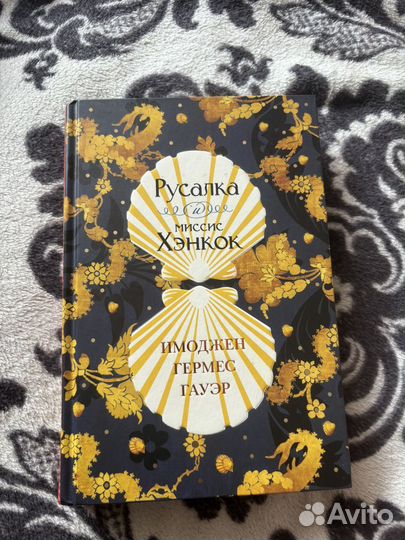 Русалка
и
миссис
Хэнкок
ИМОДЖЕН
ГЕРМЕС
ГАУЭР
Avito